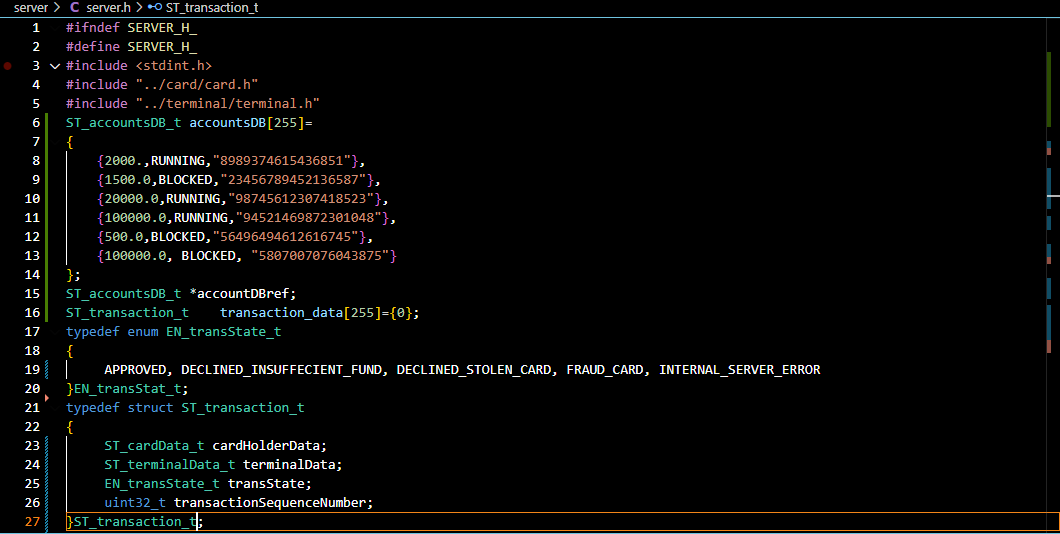 server > C server.h > ST_transaction_t
1 #ifndef SERVER_H_
2 #define SERVER_H_
3 #include <stdint.h>
4 #include "../card/card.h"
5 #include "../terminal/terminal.h"
6 ST_accountsDB_t accountsDB[255]=
7 {
8 {2000.,RUNNING,"8989374615436851"},
9 {1500.0,BLOCKED,"23456789452136587"},
10 {20000.0,RUNNING,"98745612307418523"},
11 {100000.0,RUNNING,"94521469872301048"},
12 {500.0,BLOCKED,"56496494612616745"},
13 {100000.0, BLOCKED, "5807007076043875"}
14 };
15 ST_accountsDB_t *accountDBref;
16 ST_transaction_t    transaction_data[255]={0};
17 typedef enum EN_transState_t
18 {
19 APPROVED, DECLINED_INSUFFECIENT_FUND, DECLINED_STOLEN_CARD, FRAUD_CARD, INTERNAL_SERVER_ERROR
20 }EN_transStat_t;
21 typedef struct ST_transaction_t
22 {
23 ST_cardData_t cardHolderData;
24 ST_terminalData_t terminalData;
25 EN_transState_t transState;
26 uint32_t transactionSequenceNumber;
27 }ST_transaction_t;